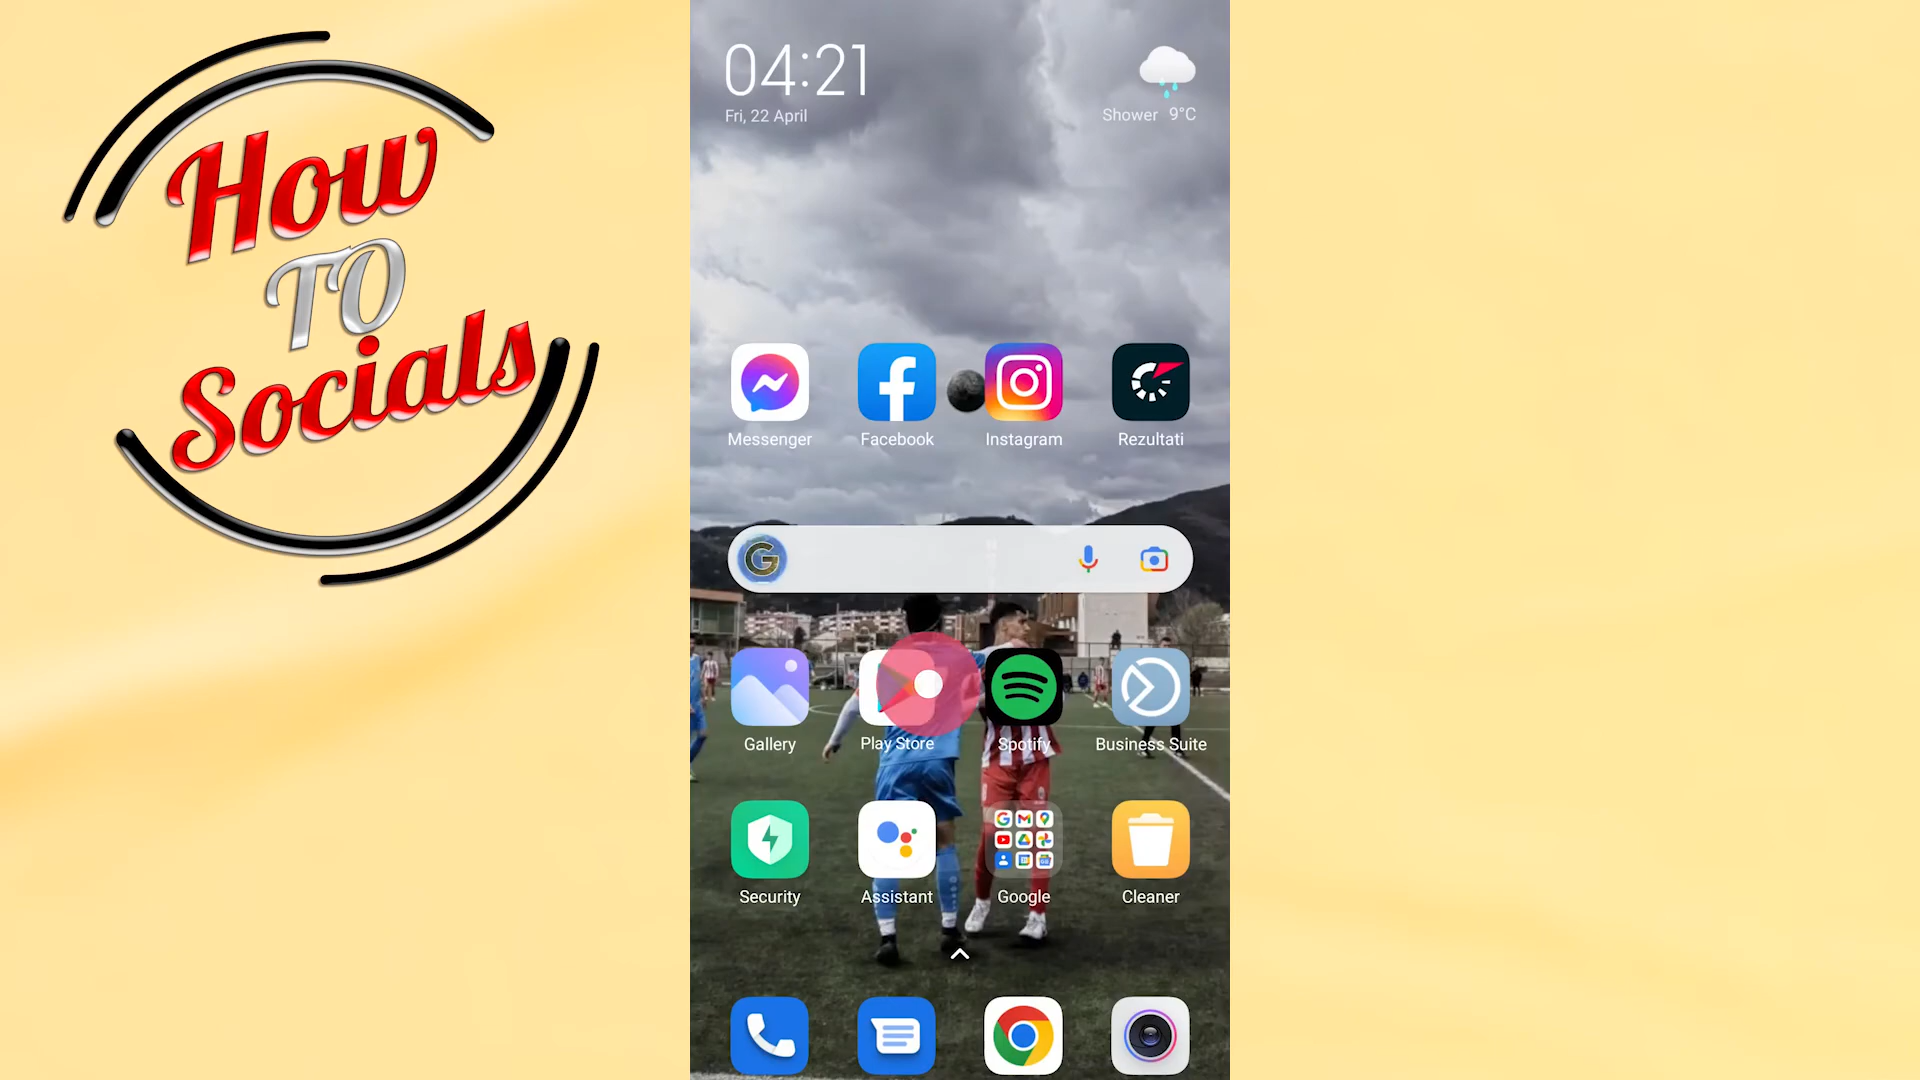 How
TO
Socials
04:21
Fri, 22 April
Shower 9°C
Messenger
Facebook
Instagram
Rezultati
Gallery
Play Store
Spotify
Business Suite
Security
Assistant
Google
Cleaner